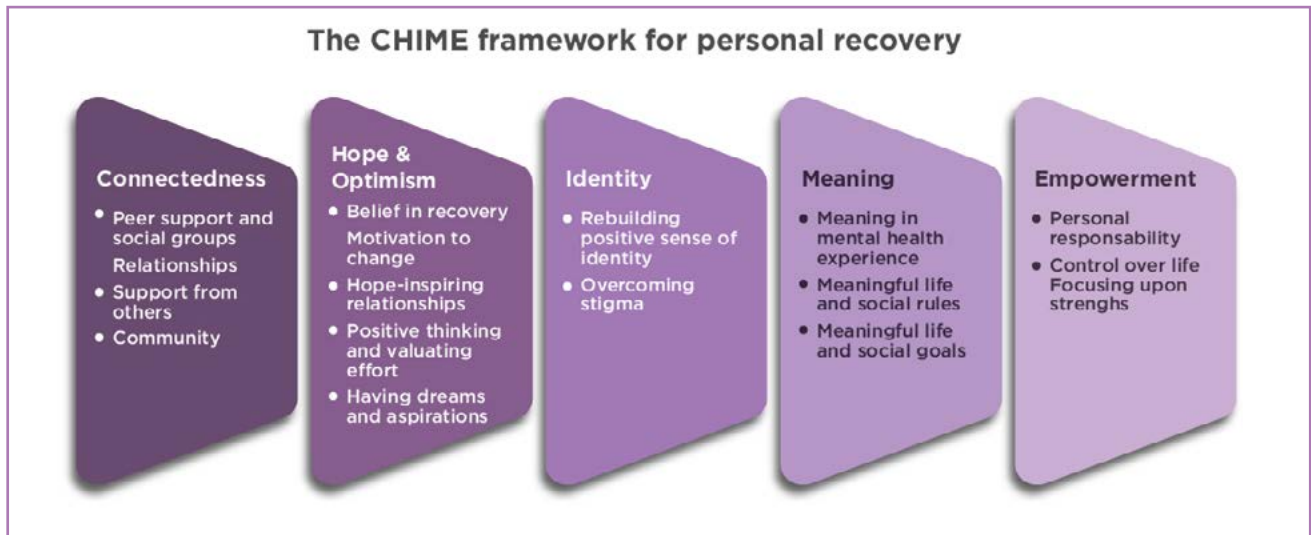 The CHIME framework for personal recovery
Connectedness
• Peer support and
social groups
Relationships
• Support from
others
• Community
Hope &
Optimism
• Belief in recovery
Motivation to
change
• Hope-inspiring
relationships
• Positive thinking
and valuating
effort
• Having dreams
and aspirations
Identity
• Rebuilding
positive sense of
identity
• Overcoming
stigma
Meaning
• Meaning in
mental health
experience
• Meaningful life
and social rules
• Meaningful life
and social goals
Empowerment
• Personal
responsability
• Control over life
Focusing upon
strenghs